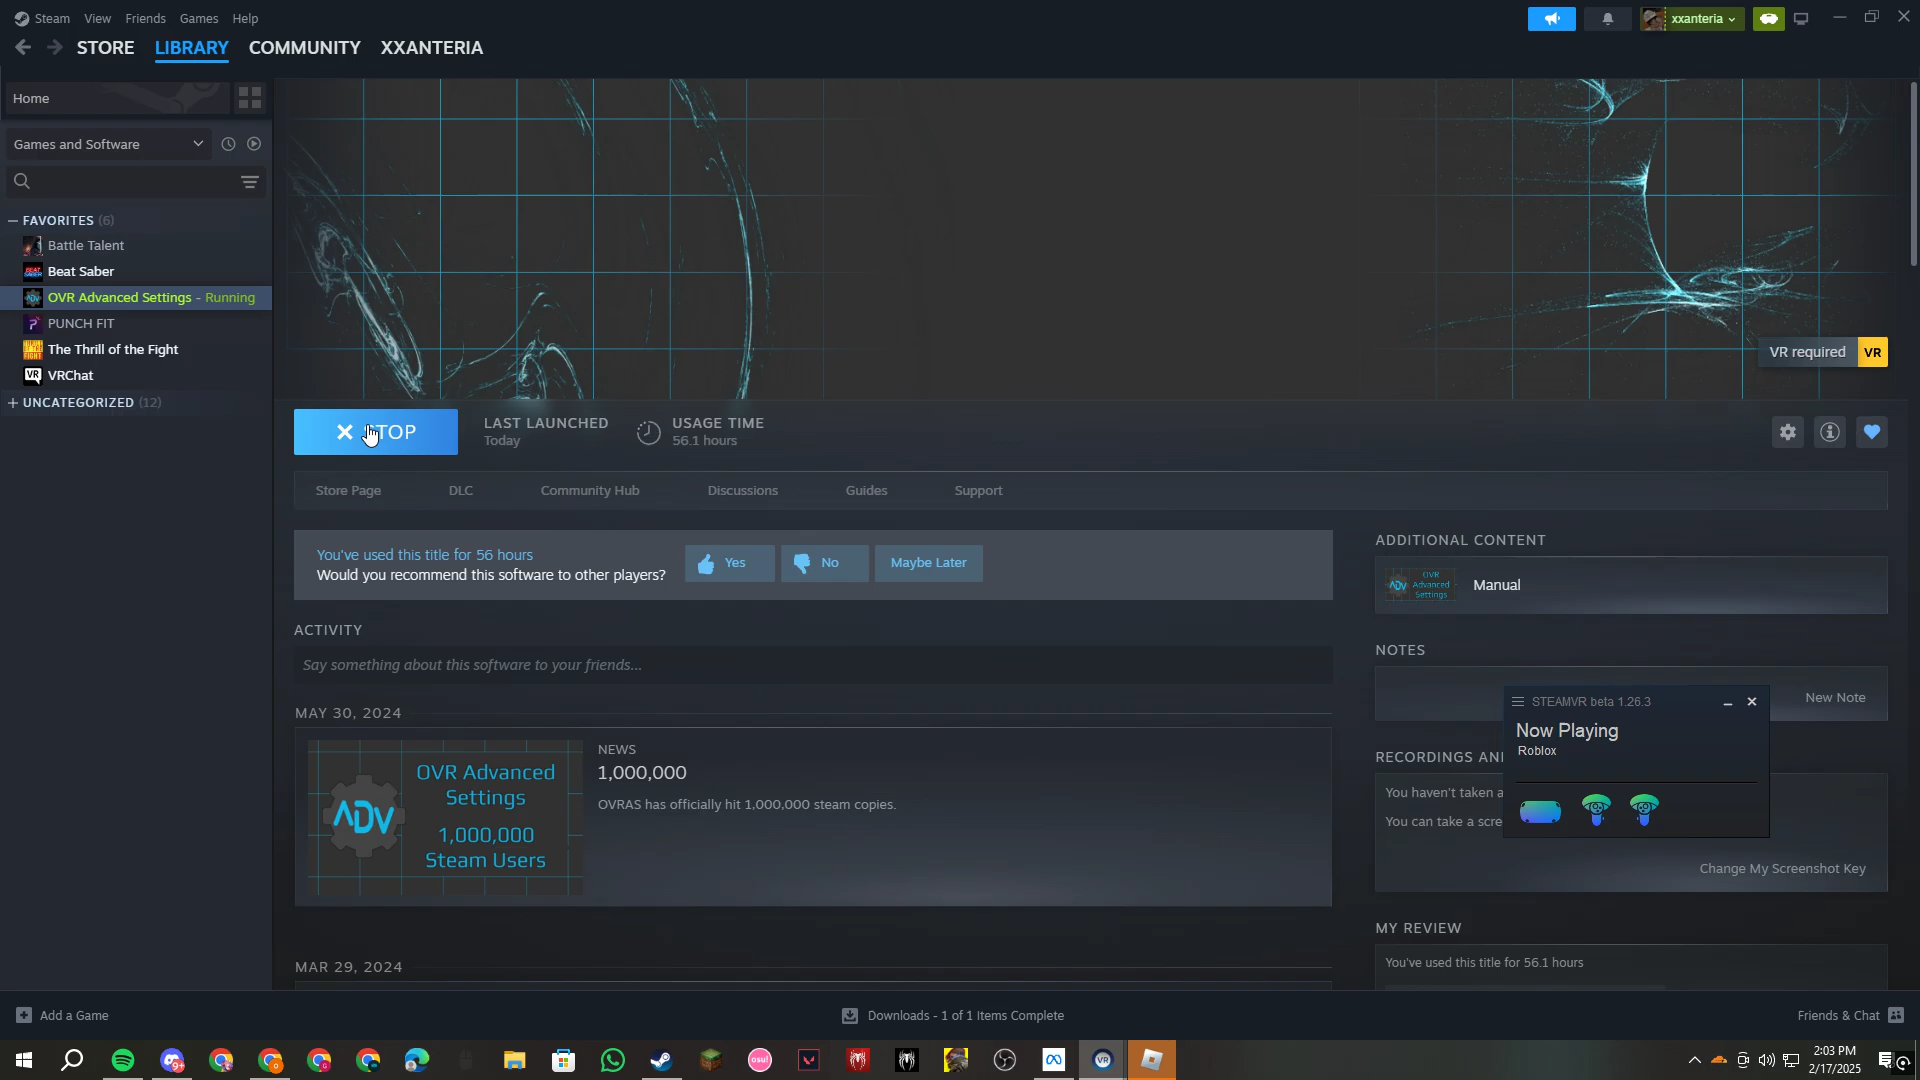 Steam View Friends Games Help
xxanteria
STORE LIBRARY COMMUNITY XXANTERIA
Home
Games and Software
FAVORITES (6)
Battle Talent
Beat Saber
OVR Advanced Settings - Running
PUNCH FIT
The Thrill of the Fight
VRChat
UNCATEGORIZED (12)
VR required VR
LAST LAUNCHED
Today
USAGE TIME
56.1 hours
Store Page DLC Community Hub Discussions Guides Support
You've used this title for 56 hours
Would you recommend this software to other players?
Yes No Maybe Later
ACTIVITY
Say something about this software to your friends...
MAY 30, 2024
OVR Advanced
Settings
1,000,000
Steam Users
NEWS
1,000,000
OVRAS has officially hit 1,000,000 steam copies.
MAR 29, 2024
ADDITIONAL CONTENT
OVR
Advanced
Settings
Manual
NOTES
New Note
STEAMVR beta 1.26.3
Now Playing
Roblox
RECORDINGS
You haven't taken a
You can take a
Change My Screenshot Key
MY REVIEW
You've used this title for 56.1 hours
Add a Game
Downloads - 1 of 1 Items Complete
Friends & Chat
9+
osu!
VR
2:03 PM
2/17/2025